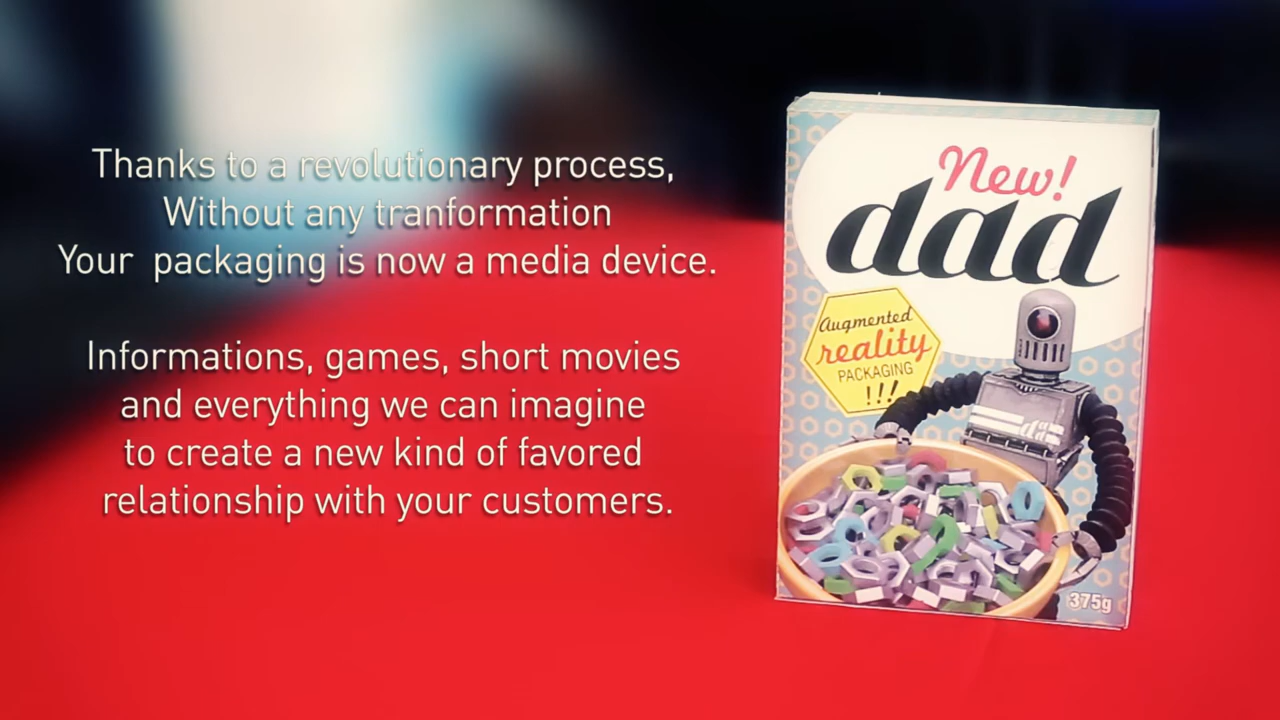 Thanks to a revolutionary process,
Without any tranformation
Your packaging is now a media device.
Informations, games, short movies
and everything we can imagine
to create a new kind of favored
relationship with your customers.
New!
dad
Augmented
reality
PACKAGING
!!!
375g